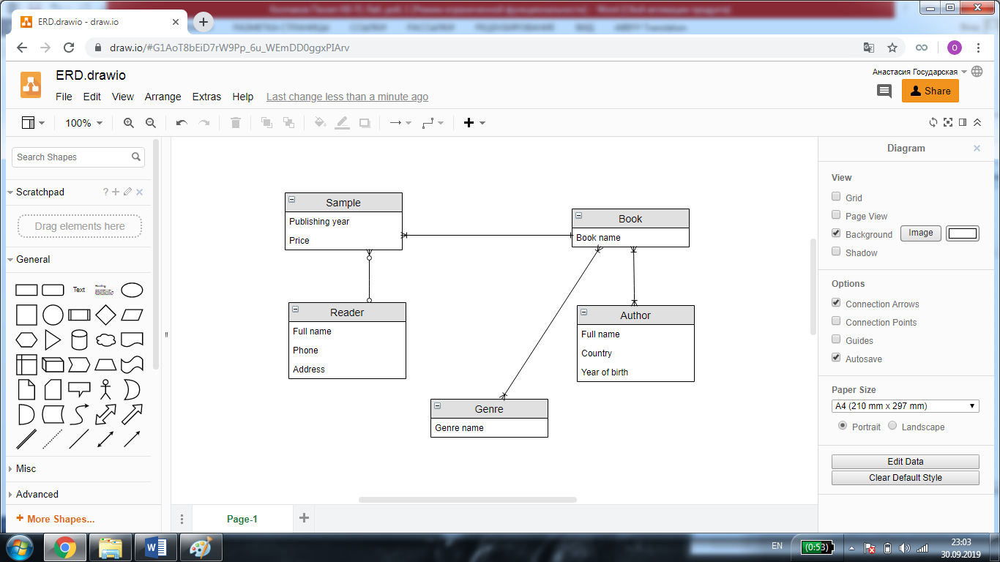 ERD.drawio - draw.io
draw.io/#G1AoT8bEiD7rW9Pp_6u_WEmDD0ggxPIArv
O
ERD.drawio
Анастасия Государская
File Edit View Arrange Extras Help Last change less than a minute ago
Share
100%
Search Shapes
Scratchpad
?
Drag elements here
General
Text
Heading
Misc
Advanced
More Shapes...
Sample
Publishing year
Price
Book
Book name
Reader
Full name
Phone
Address
Author
Full name
Country
Year of birth
Genre
Genre name
Page-1
Diagram
View
Grid
Page View
Background
Image
Shadow
Options
Connection Arrows
Connection Points
Guides
Autosave
Paper Size
A4 (210 mm x 297 mm)
Portrait Landscape
Edit Data
Clear Default Style
EN
(0:53)
23:03
30.09.2019